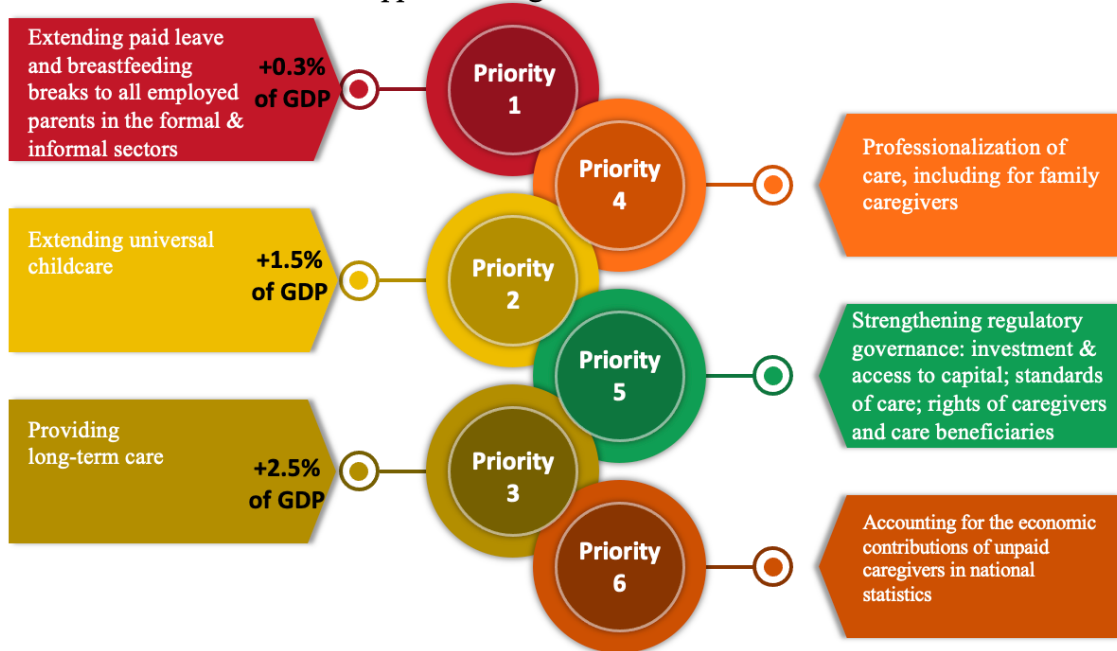 Extending paid leave
and breastfeeding
breaks to all employed
parents in the formal &
informal sectors
+0.3%
of GDP
Priority
1
Priority
4
Professionalization of
care, including for family
caregivers
Extending universal
childcare
+1.5%
of GDP
Priority
2
Priority
5
Strengthening regulatory
governance: investment &
access to capital; standards
of care; rights of caregivers
and care beneficiaries
Providing
long-term care
+2.5%
of GDP
Priority
3
Priority
6
Accounting for the economic
contributions of unpaid
caregivers in national
statistics